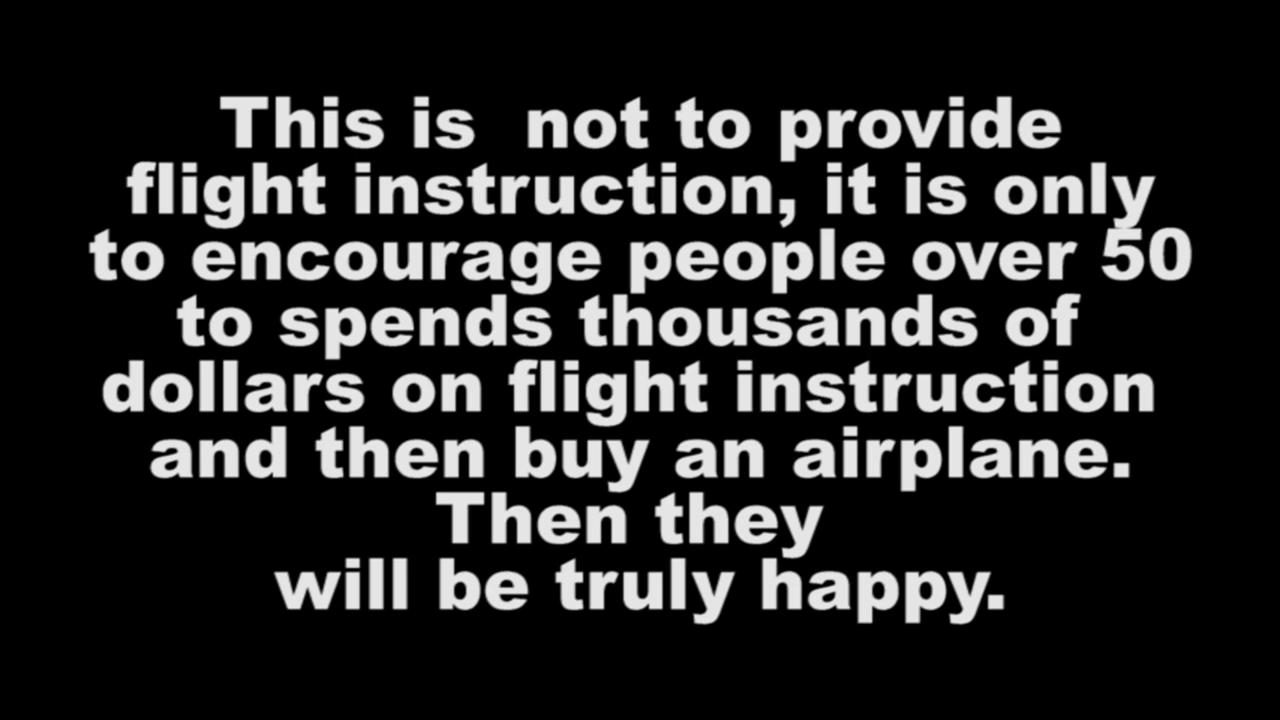 This is  not to provide
flight instruction, it is only
to encourage people over 50
to spends thousands of
dollars on flight instruction
and then buy an airplane.
Then they
will be truly happy.